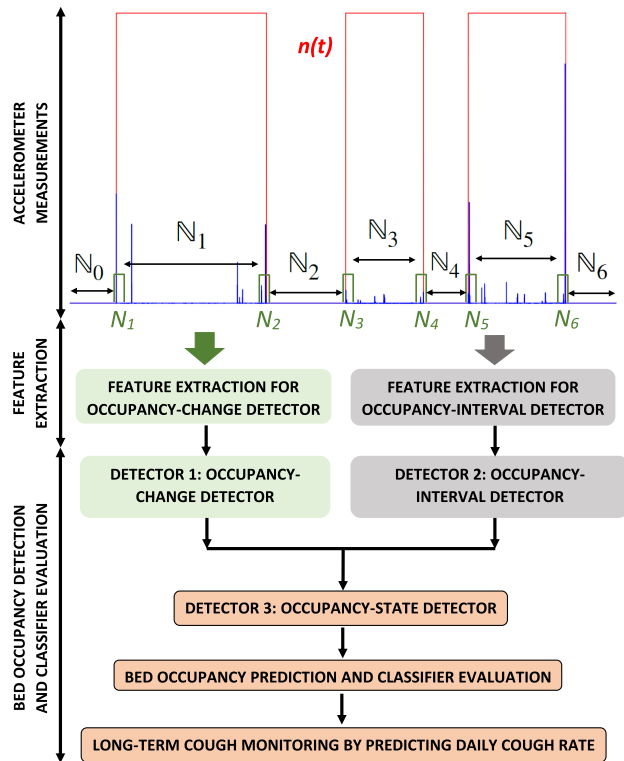 ACCELEROMETER
MEASUREMENTS
n(t)
ℕ0
ℕ1
ℕ2
ℕ3
ℕ4
ℕ5
ℕ6
N1
N2
N3
N4
N5
N6
FEATURE
EXTRACTION
FEATURE EXTRACTION FOR
OCCUPANCY-CHANGE DETECTOR
FEATURE EXTRACTION FOR
OCCUPANCY-INTERVAL DETECTOR
BED OCCUPANCY DETECTION
AND CLASSIFIER EVALUATION
DETECTOR 1: OCCUPANCY-
CHANGE DETECTOR
DETECTOR 2: OCCUPANCY-
INTERVAL DETECTOR
DETECTOR 3: OCCUPANCY-STATE DETECTOR
BED OCCUPANCY PREDICTION AND CLASSIFIER EVALUATION
LONG-TERM COUGH MONITORING BY PREDICTING DAILY COUGH RATE